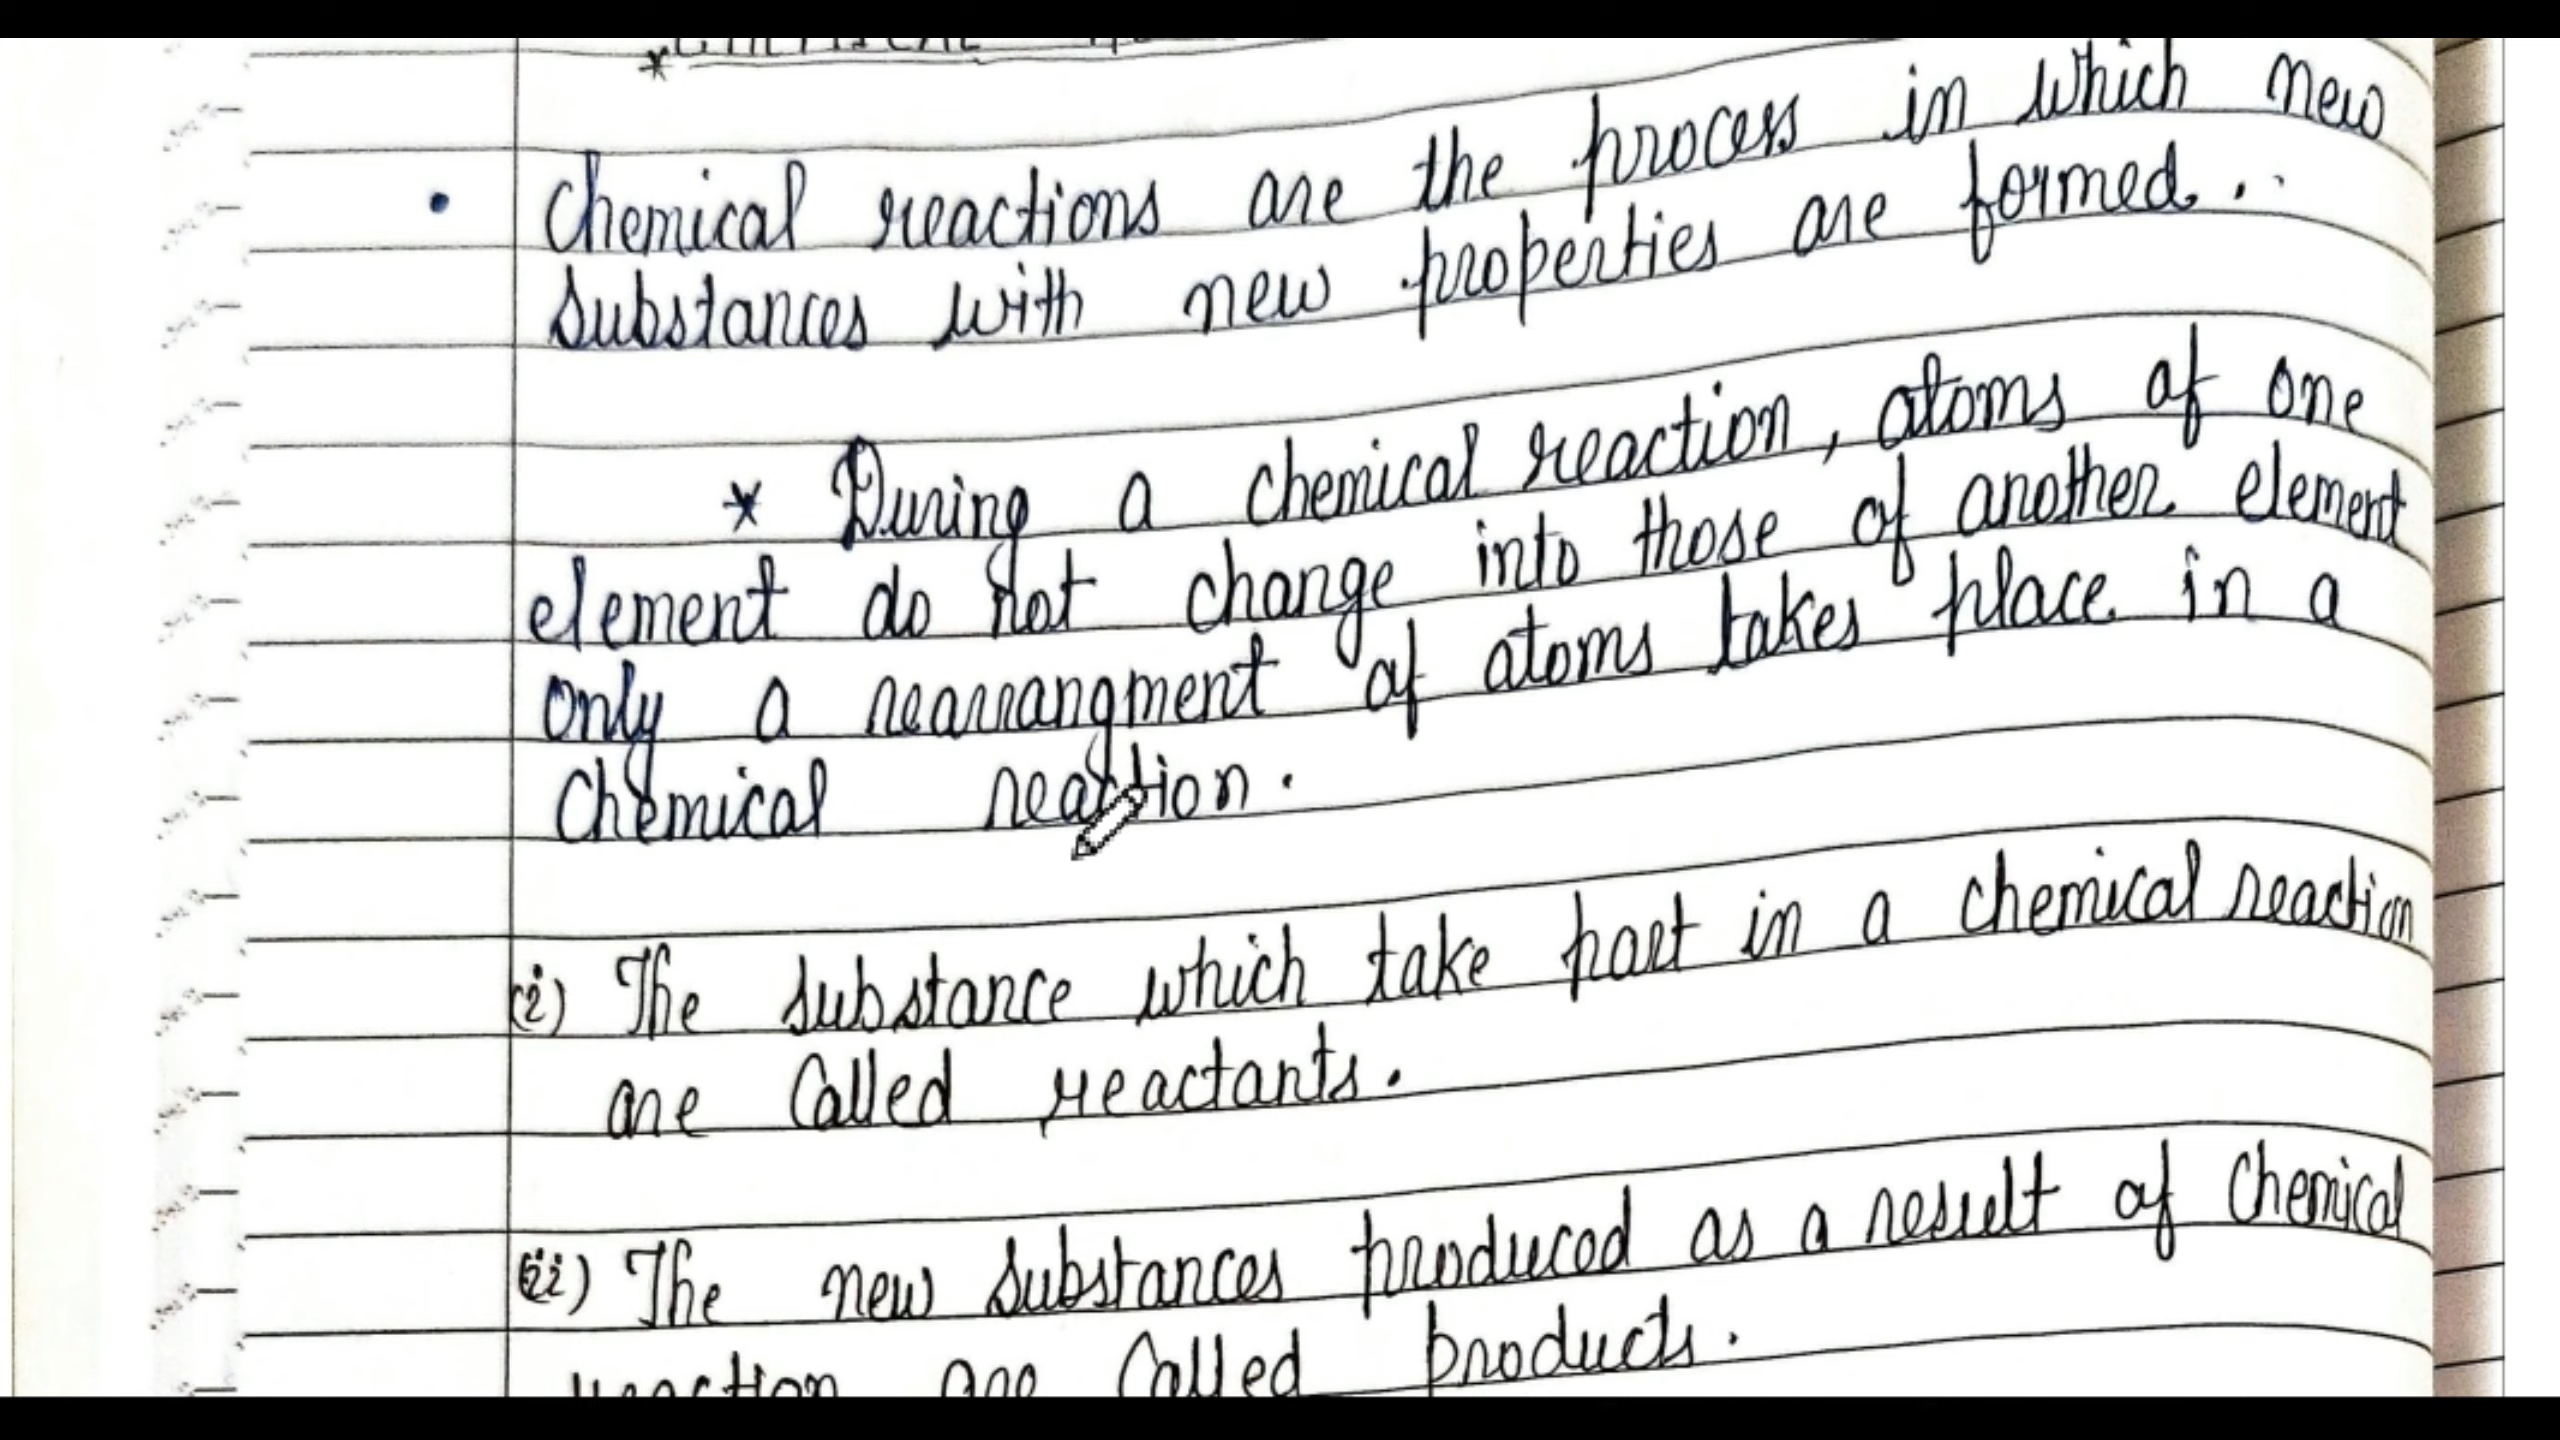 * CHEMICAL
• Chemical reactions are the process in which new
substances with new properties are formed.
* During a chemical reaction, atoms of one
element do not change into those of another element
only a rearrangment of atoms takes place in a
Chemical reaction.
(i) The substance which take part in a chemical reaction
are Called reactants.
(ii) The new substances produced as a result of Chemical
reaction are Called products.